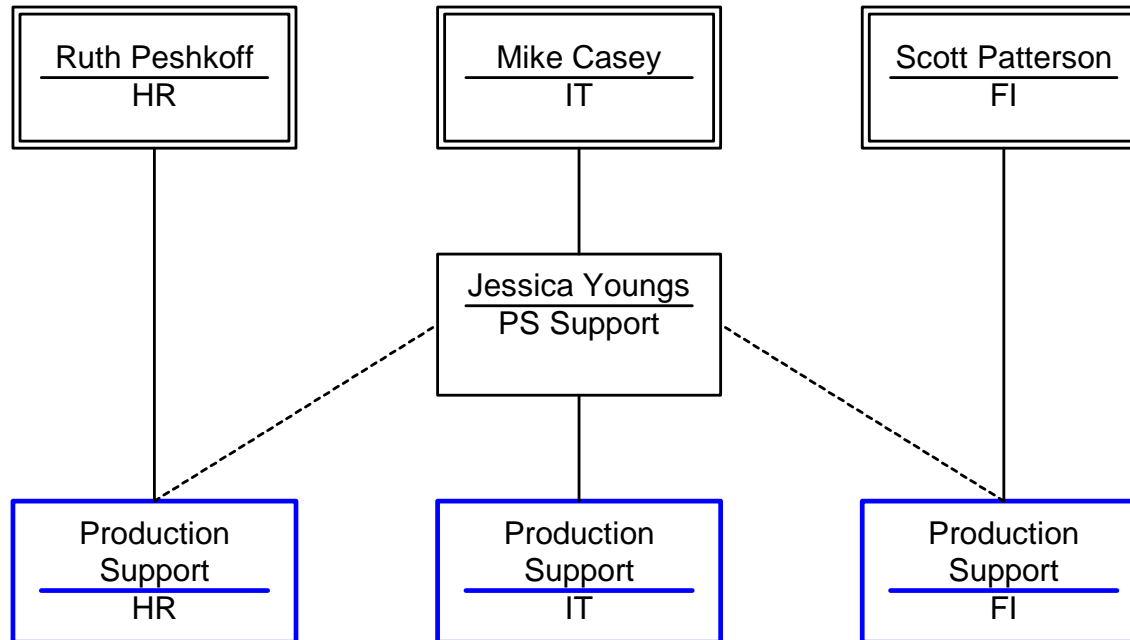 Ruth Peshkoff
HR
Mike Casey
IT
Scott Patterson
FI
Jessica Youngs
PS Support
Production
Support
HR
Production
Support
IT
Production
Support
FI